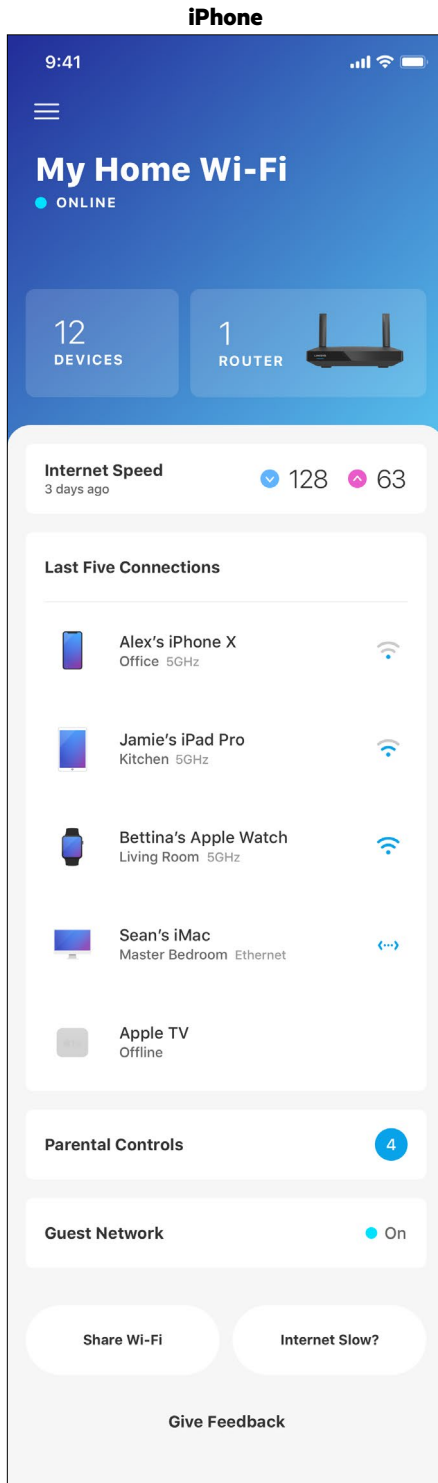 iPhone
9:41
My Home Wi-Fi
ONLINE
12
DEVICES
1
ROUTER
Internet Speed
3 days ago
128
63
Last Five Connections
Alex’s iPhone X
Office 5GHz
Jamie’s iPad Pro
Kitchen 5GHz
Bettina’s Apple Watch
Living Room 5GHz
Sean’s iMac
Master Bedroom Ethernet
Apple TV
Offline
Parental Controls
4
Guest Network
On
Share Wi-Fi
Internet Slow?
Give Feedback